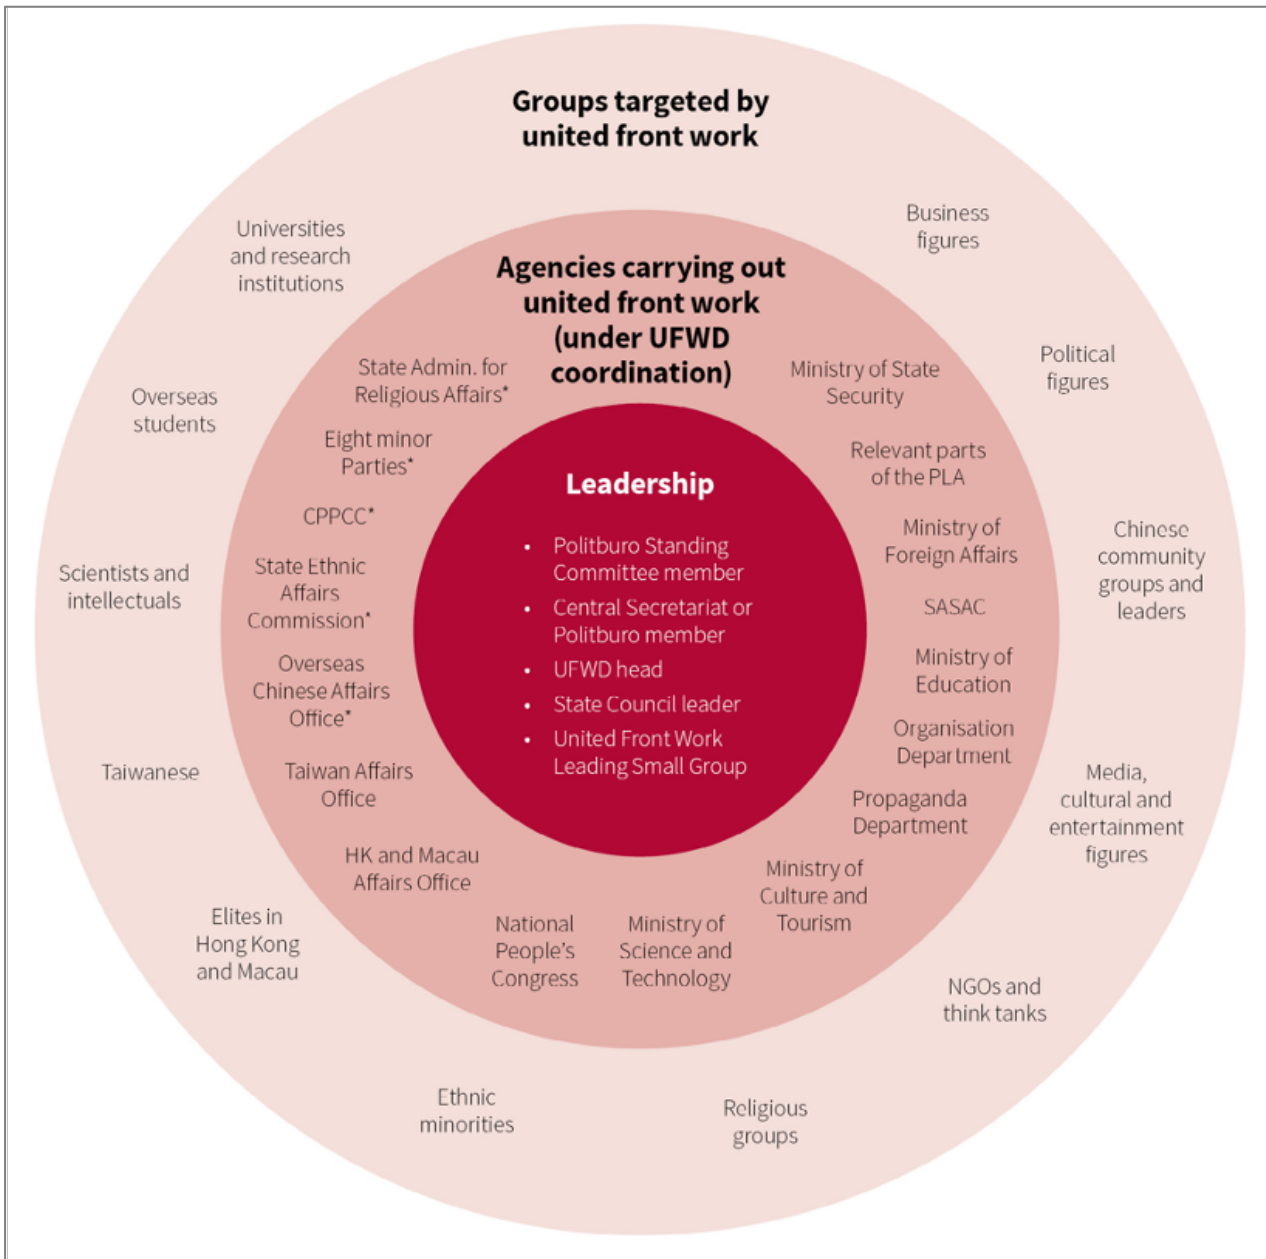 Groups targeted by
united front work
Business
figures
Political
figures
Chinese
community
groups and
leaders
Media,
cultural and
entertainment
figures
NGOs and
think tanks
Religious
groups
Ethnic
minorities
Elites in
Hong Kong
and Macau
Taiwanese
Scientists and
intellectuals
Overseas
students
Universities
and research
institutions
Agencies carrying out
united front work
(under UFWD
coordination)
Ministry of State
Security
Relevant parts
of the PLA
Ministry of
Foreign Affairs
SASAC
Ministry of
Education
Organisation
Department
Propaganda
Department
Ministry of
Culture and
Tourism
Ministry of
Science and
Technology
National
People’s
Congress
HK and Macau
Affairs Office
Taiwan Affairs
Office
Overseas
Chinese Affairs
Office*
State Ethnic
Affairs
Commission*
CPPCC*
Eight minor
Parties*
State Admin. for
Religious Affairs*
Leadership
• Politburo Standing
Committee member
• Central Secretariat or
Politburo member
• UFWD head
• State Council leader
• United Front Work
Leading Small Group